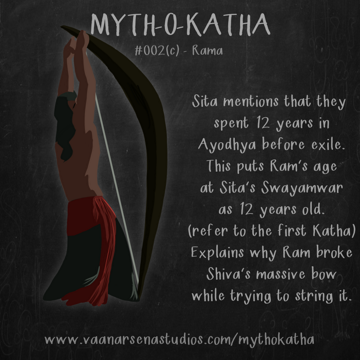 MYTH-O-KATHA
#002(c) - Rama
Sita mentions that they
spent 12 years in
Ayodhya before exile.
This puts Ram's age
at Sita's Swayamwar
as 12 years old.
(refer to the first Katha)
Explains why Ram broke
Shiva's massive bow
while trying to string it.
www.vaanarsenastudios.com/mythokatha